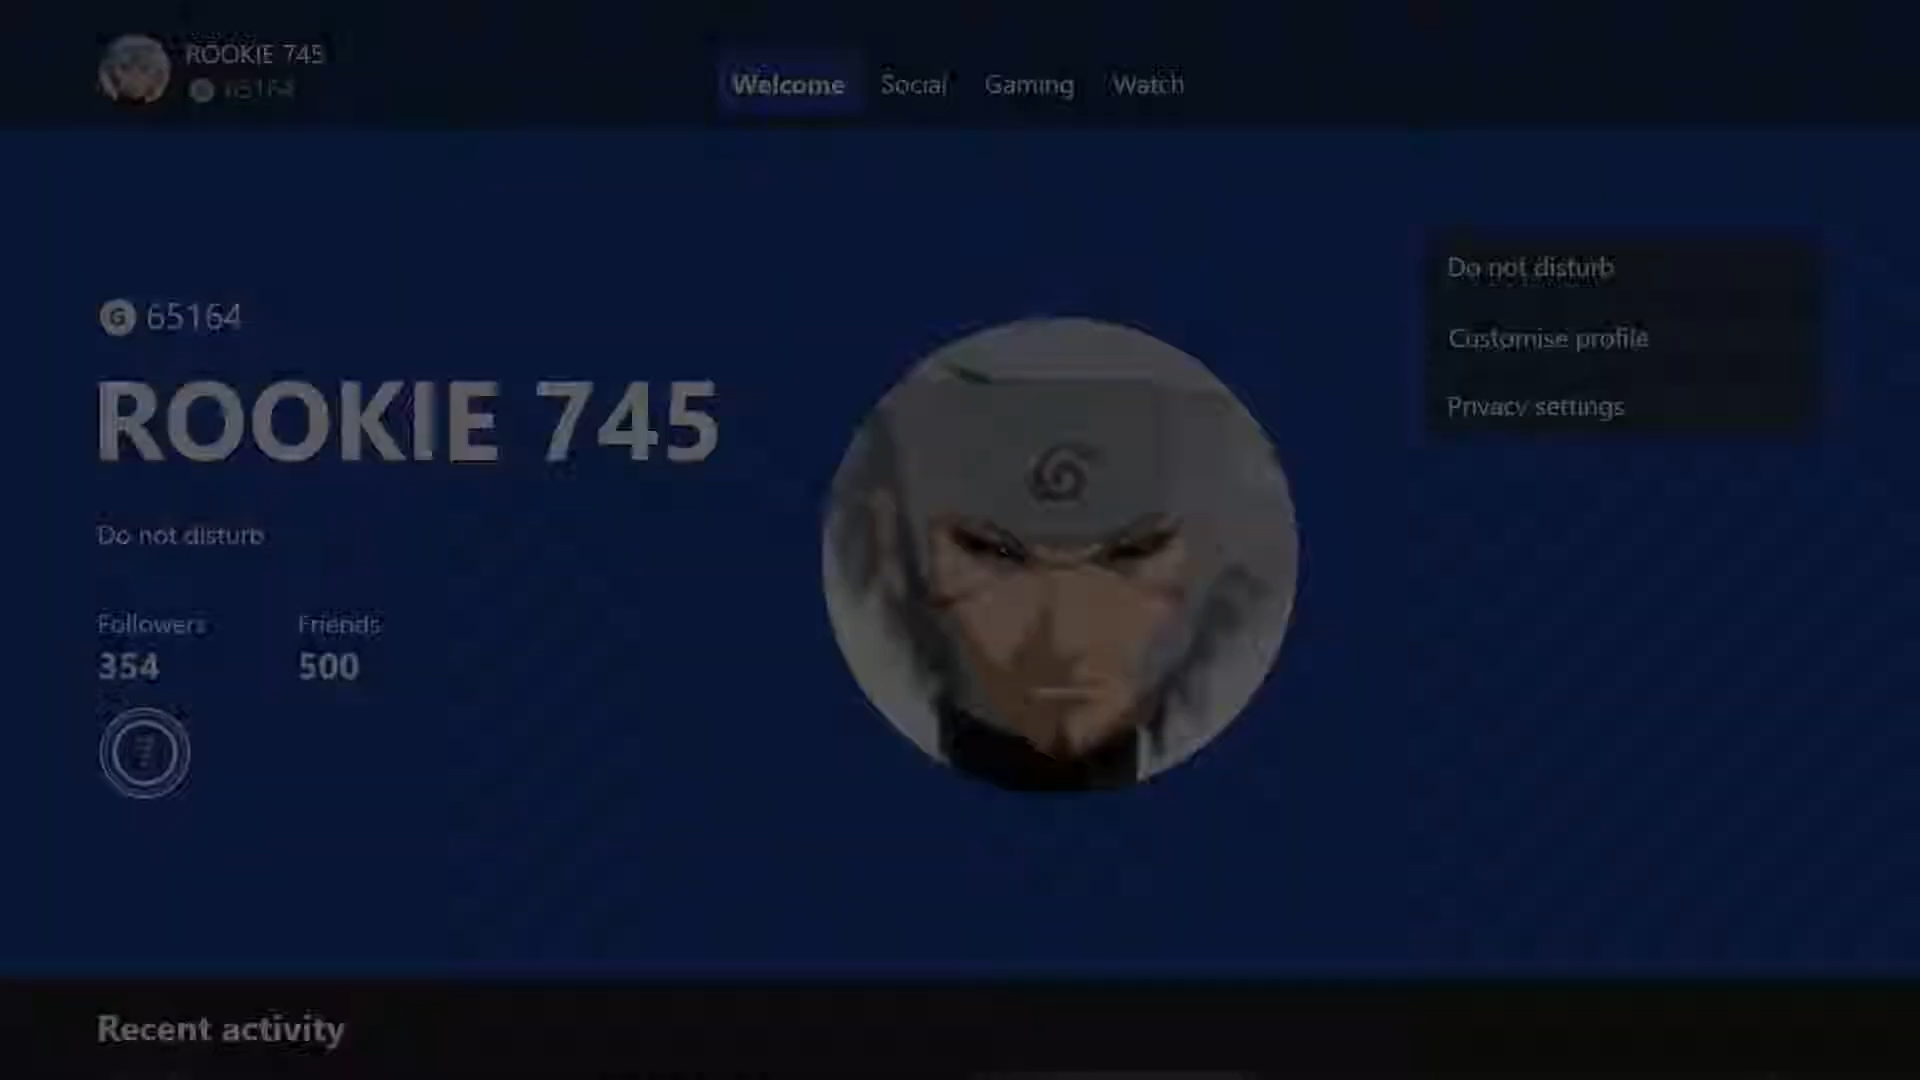 ROOKIE 745
65164
Welcome Social Gaming Watch
G 65164
ROOKIE 745
Do not disturb
Followers Friends
354 500
Do not disturb
Customise profile
Privacy settings
Recent activity